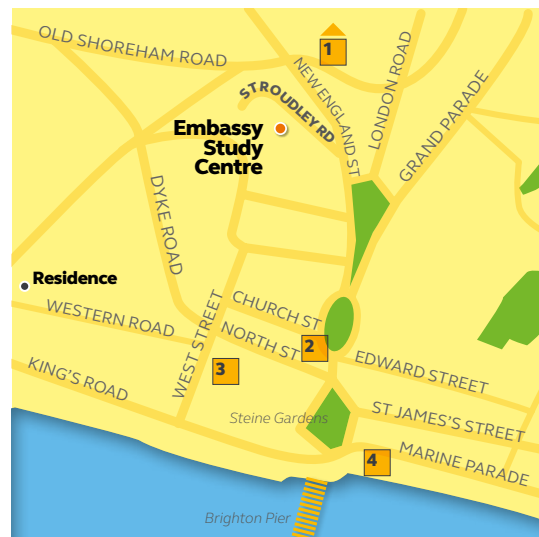 1
OLD SHOREHAM ROAD
NEW ENGLAND ST
LONDON ROAD
STROUDLEY RD
GRAND PARADE
Embassy
Study
Centre
DYKE ROAD
Residence
WESTERN ROAD
CHURCH ST
WEST STREET
NORTH ST
2
EDWARD STREET
3
KING'S ROAD
Steine Gardens
ST JAMES'S STREET
4
MARINE PARADE
Brighton Pier